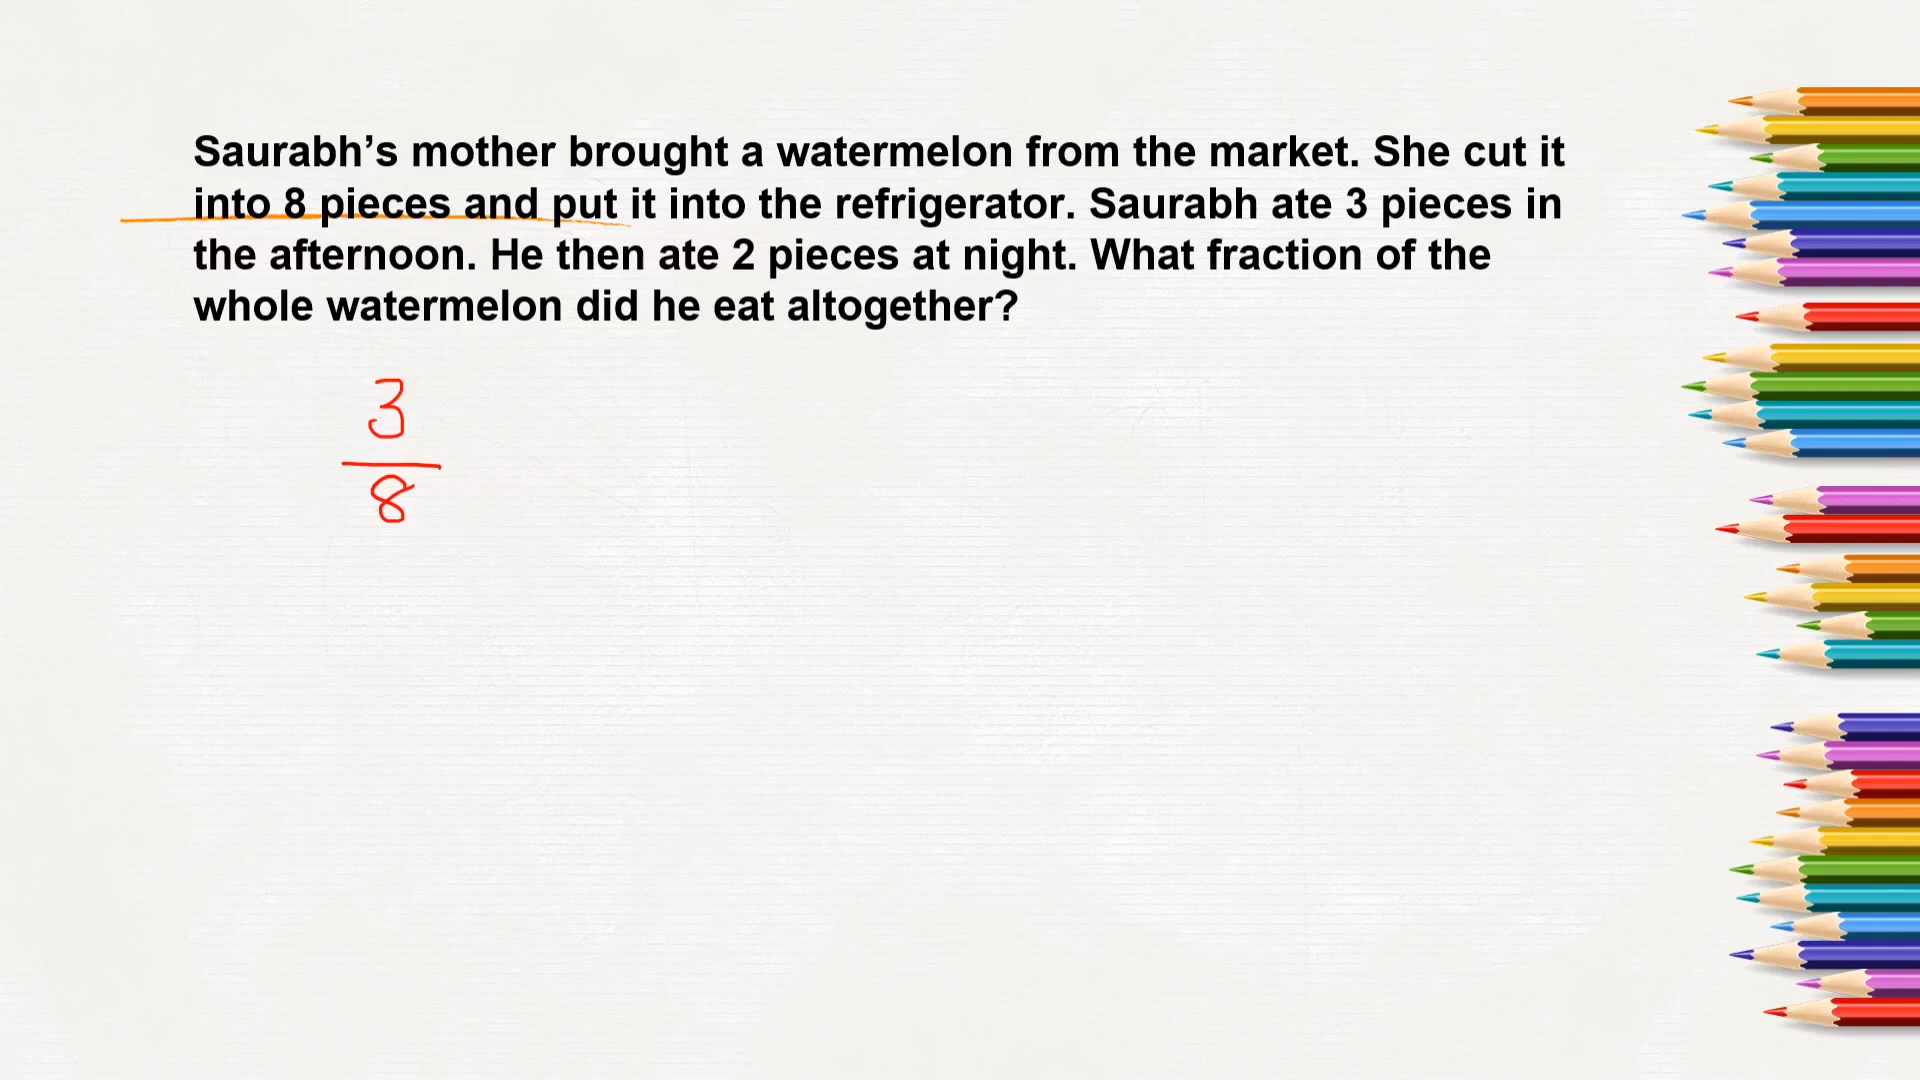 Saurabh’s mother brought a watermelon from the market. She cut it
into 8 pieces and put it into the refrigerator. Saurabh ate 3 pieces in
the afternoon. He then ate 2 pieces at night. What fraction of the
whole watermelon did he eat altogether?
3
8